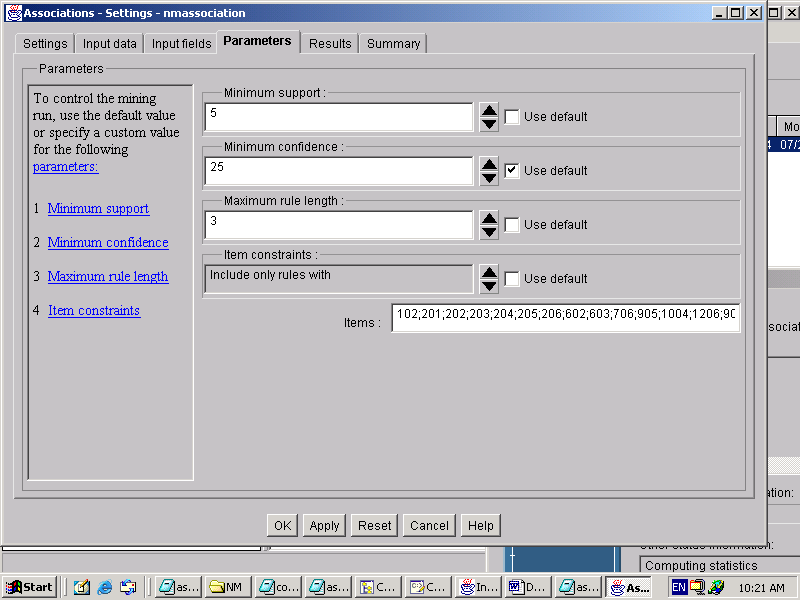 Associations - Settings - nmassociation
Settings Input data Input fields Parameters Results Summary
Parameters
To control the mining
run, use the default value
or specify a custom value
for the following
parameters:
1 Minimum support
2 Minimum confidence
3 Maximum rule length
4 Item constraints
Minimum support :
5 Use default
Minimum confidence :
25 Use default
Maximum rule length :
3 Use default
Item constraints :
Include only rules with Use default
Items : 102;201;202;203;204;205;206;602;603;706;905;1004;1206;90
OK Apply Reset Cancel Help
Mo
4 07/2
sociat
ation:
Other status information:
Computing statistics
Start as... NM co... as... C... C... In... D... as... As... EN 10:21 AM